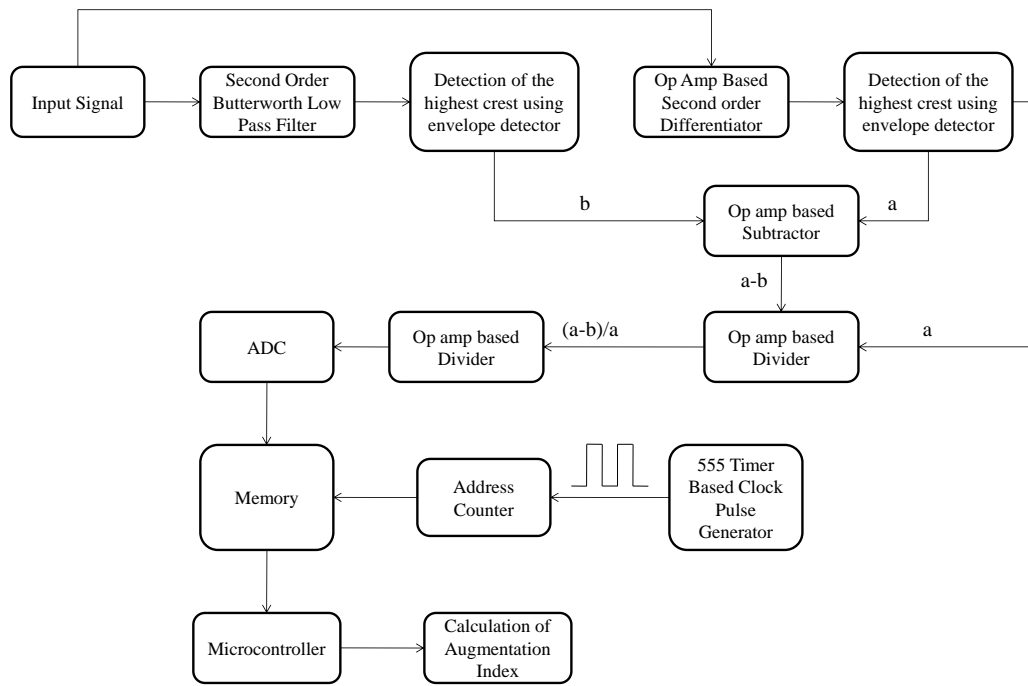 Input Signal
Second Order
Butterworth Low
Pass Filter
Detection of the
highest crest using
envelope detector
Op Amp Based
Second order
Differentiator
Detection of the
highest crest using
envelope detector
b
Op amp based
Subtractor
a
a-b
ADC
Op amp based
Divider
(a-b)/a
Op amp based
Divider
a
Memory
Address
Counter
555 Timer
Based Clock
Pulse
Generator
Microcontroller
Calculation of
Augmentation
Index